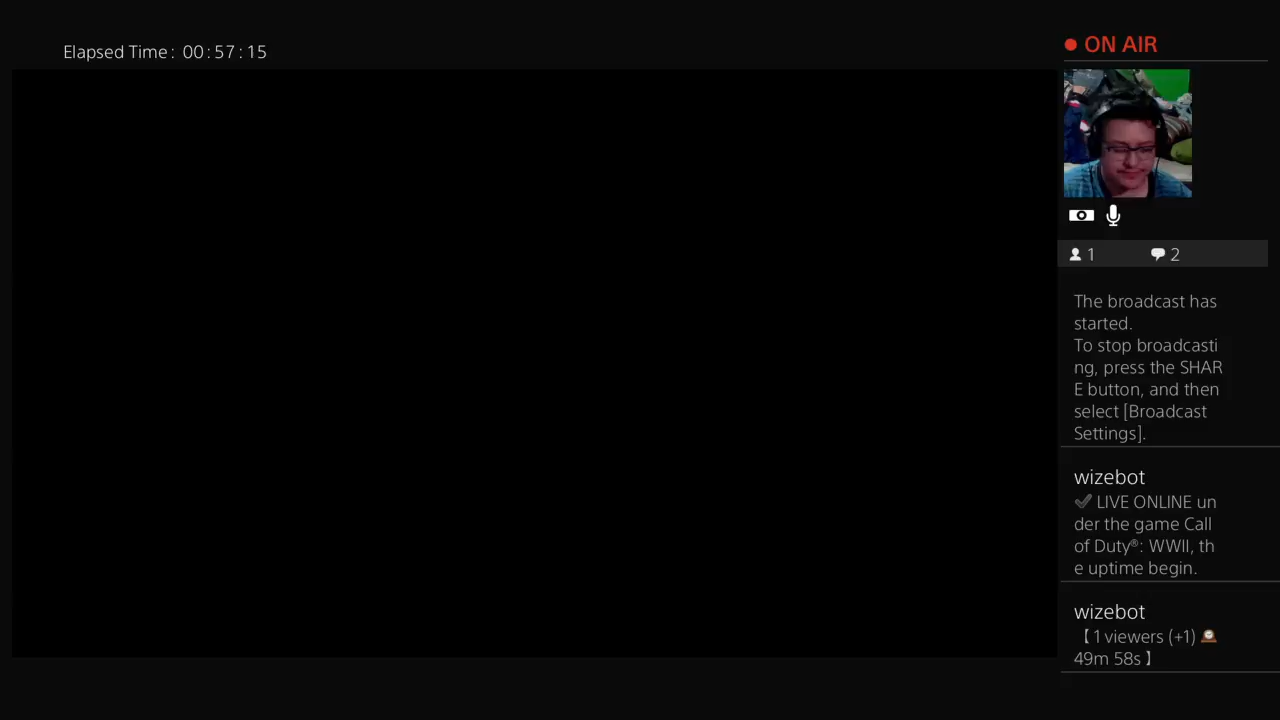 Elapsed Time: 00:57:15
ON AIR
1 2
The broadcast has
started.
To stop broadcasti
ng, press the SHAR
E button, and then
select [Broadcast
Settings].
wizebot
✔ LIVE ONLINE un
der the game Call
of Duty®: WWII, th
e uptime begin.
wizebot
【 1 viewers (+1) 🕰
49m 58s 】